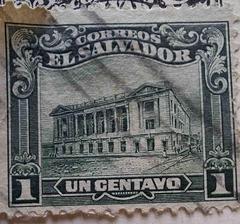 CORREOS
EL SALVADOR
1 UN CENTAVO 1